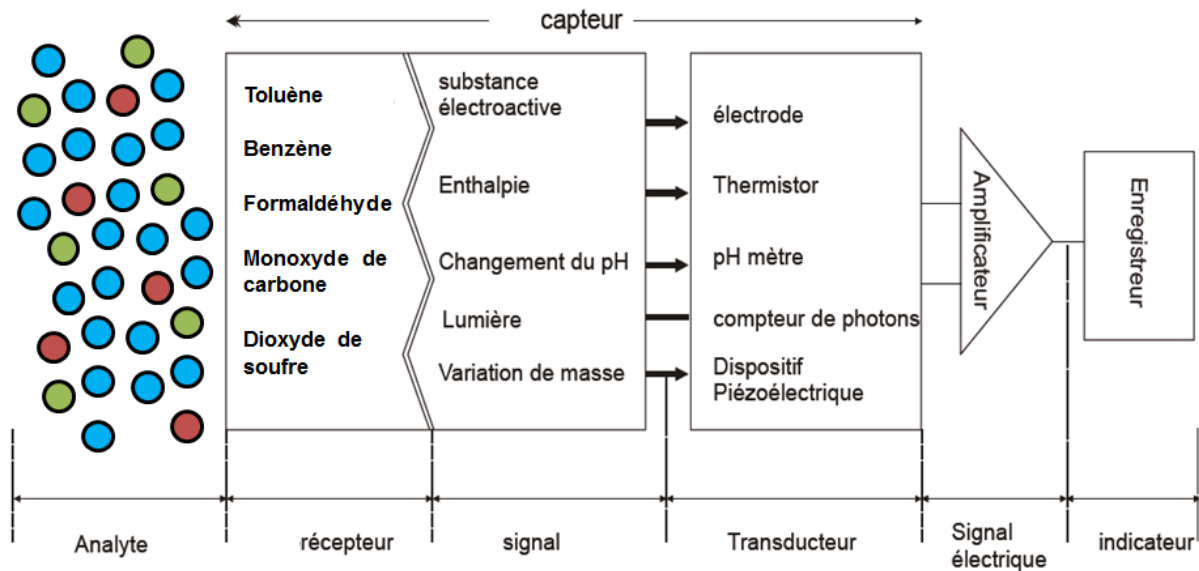 capteur
Toluène
Benzène
Formaldéhyde
Monoxyde de
carbone
Dioxyde de
soufre
substance
électroactive
Enthalpie
Changement du pH
Lumière
Variation de masse
électrode
Thermistor
pH mètre
compteur de photons
Dispositif
Piézoélectrique
Amplificateur
Enregistreur
Analyte
récepteur
signal
Transducteur
Signal
électrique
indicateur